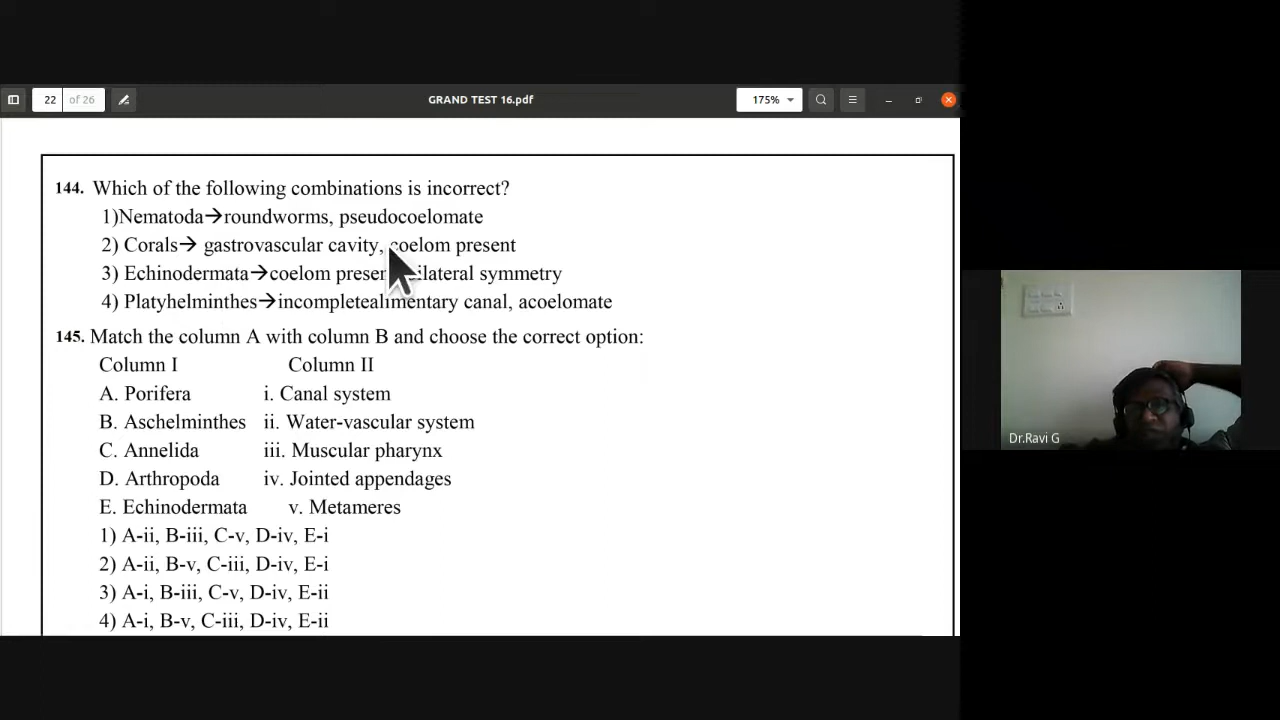 22 of 26
GRAND TEST 16.pdf
175%
144. Which of the following combinations is incorrect?
1)Nematoda→roundworms, pseudocoelomate
2) Corals→ gastrovascular cavity, coelom present
3) Echinodermata→coelom present, bilateral symmetry
4) Platyhelminthes→incompletealimentary canal, acoelomate
145. Match the column A with column B and choose the correct option:
Column I Column II
A. Porifera i. Canal system
B. Aschelminthes ii. Water-vascular system
C. Annelida iii. Muscular pharynx
D. Arthropoda iv. Jointed appendages
E. Echinodermata v. Metameres
1) A-ii, B-iii, C-v, D-iv, E-i
2) A-ii, B-v, C-iii, D-iv, E-i
3) A-i, B-iii, C-v, D-iv, E-ii
4) A-i, B-v, C-iii, D-iv, E-ii
Dr.Ravi G